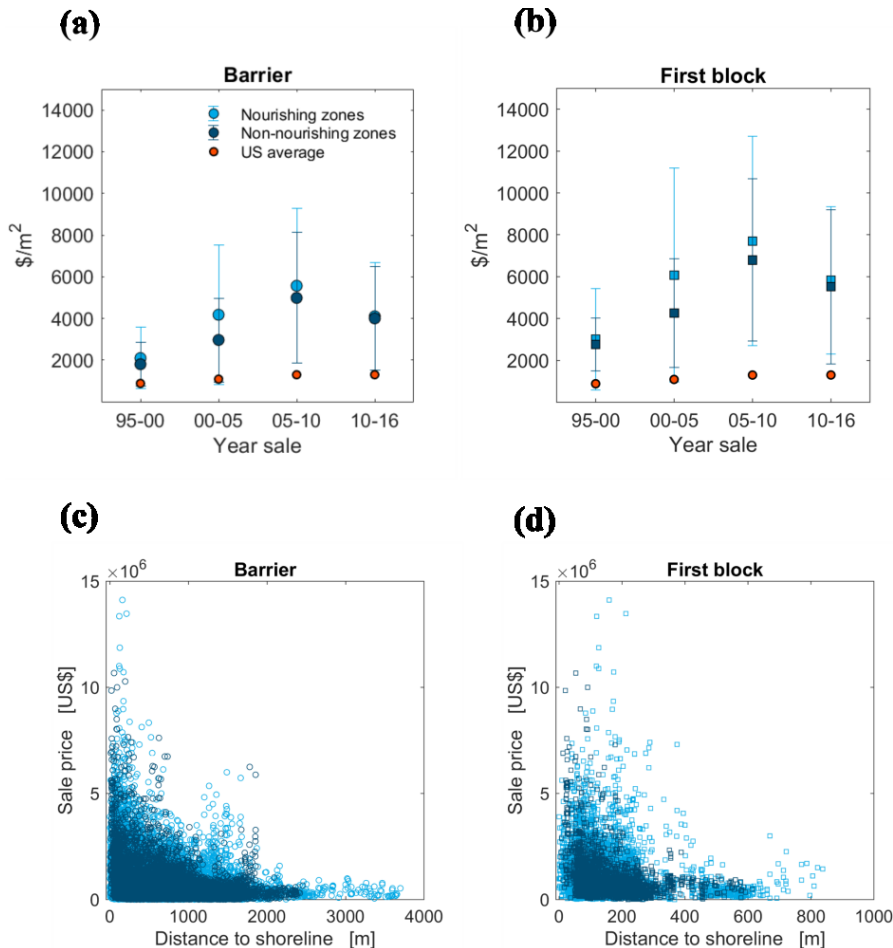 (a)
Barrier
14000
12000
10000
8000
6000
4000
2000
$/m²
Nourishing zones
Non-nourishing zones
US average
95-00 00-05 05-10 10-16
Year sale
(b)
First block
14000
12000
10000
8000
6000
4000
2000
$/m²
95-00 00-05 05-10 10-16
Year sale
(c)
Barrier
×10⁶
15
10
5
0
Sale price [US$]
0 1000 2000 3000 4000
Distance to shoreline [m]
(d)
First block
×10⁶
15
10
5
0
Sale price [US$]
0 200 400 600 800 1000
Distance to shoreline [m]